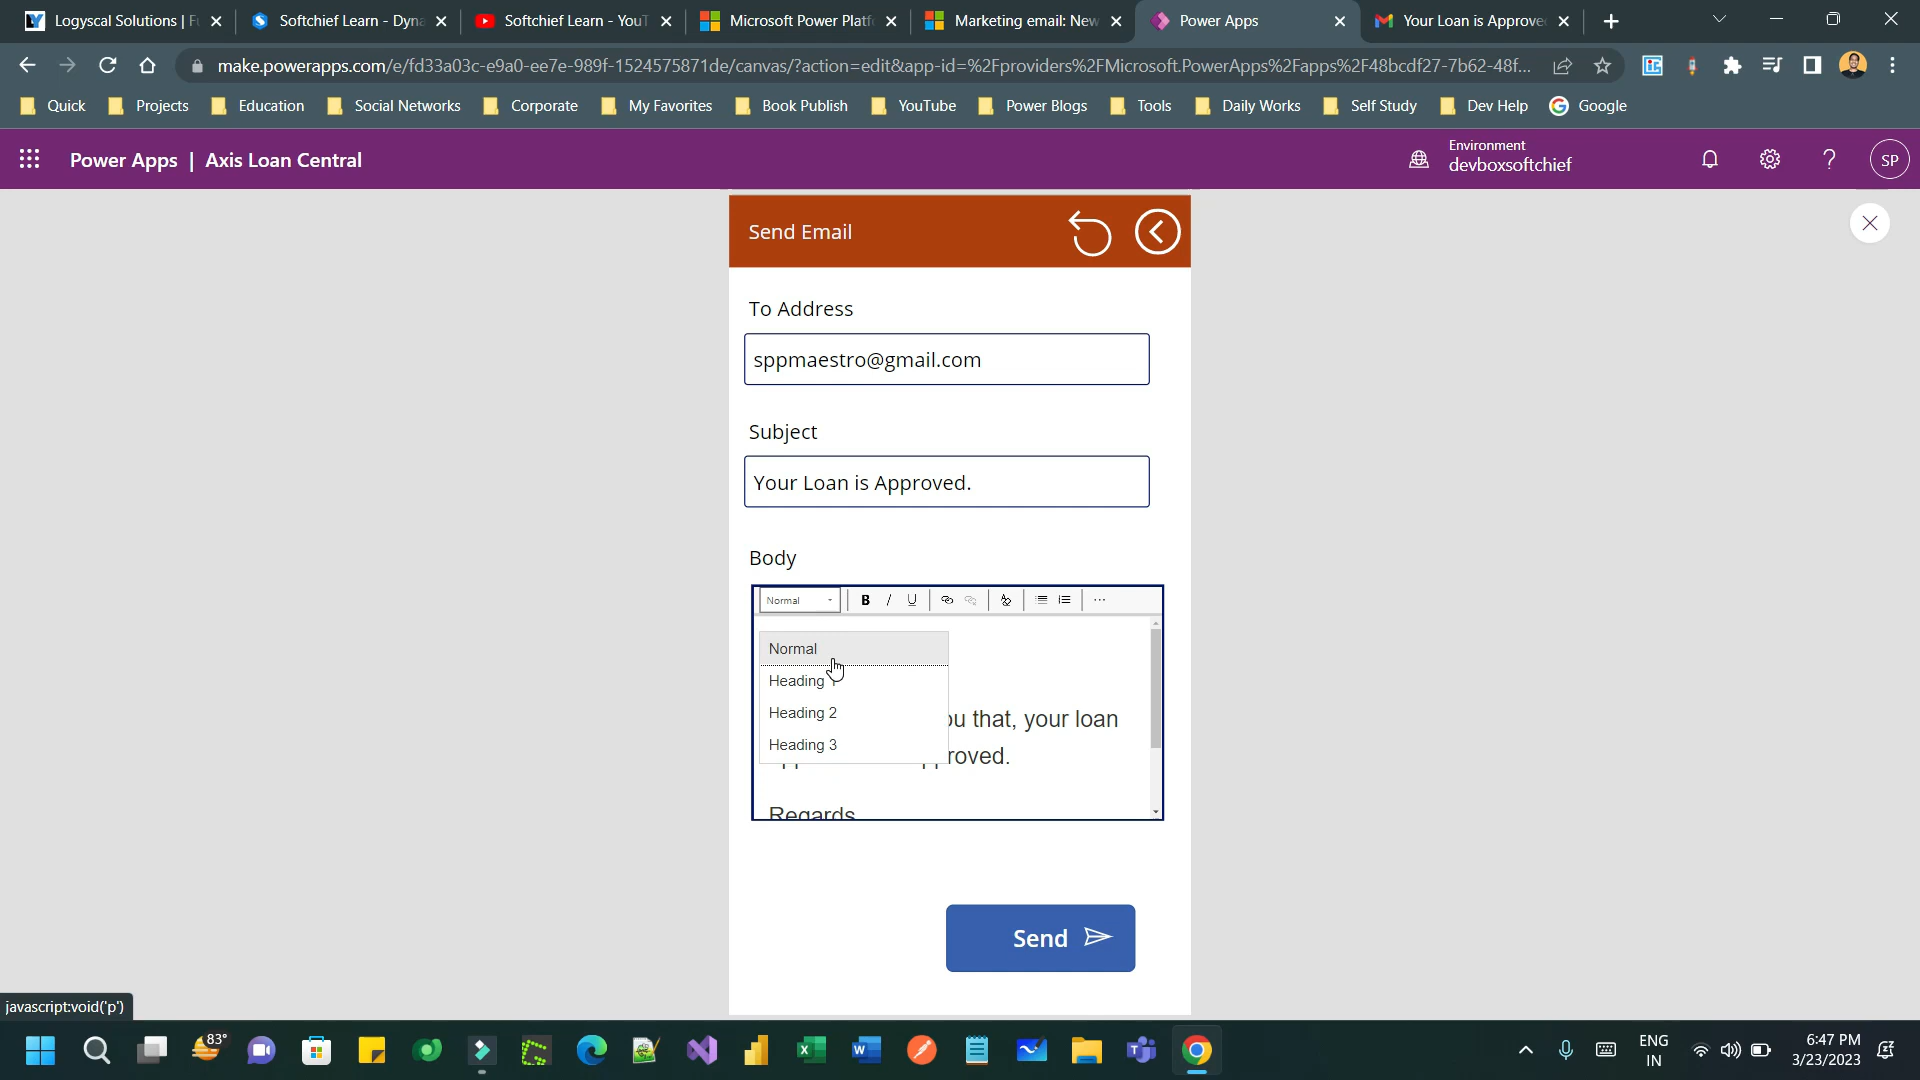 Logyscal Solutions | Fu
Softchief Learn - Dyna
Softchief Learn - YouT
Microsoft Power Platfo
Marketing email: New
Power Apps
Your Loan is Approve
make.powerapps.com/e/fd33a03c-e9a0-ee7e-989f-1524575871de/canvas/?action=edit&app-id=%2Fproviders%2FMicrosoft.PowerApps%2Fapps%2F48bcdf27-7b62-48f...
Quick
Projects
Education
Social Networks
Corporate
My Favorites
Book Publish
YouTube
Power Blogs
Tools
Daily Works
Self Study
Dev Help
Google
Power Apps | Axis Loan Central
Environment
devboxsoftchief
SP
Send Email
To Address
sppmaestro@gmail.com
Subject
Your Loan is Approved.
Body
Normal
B I U
Normal
Heading 1
Heading 2
Heading 3
ou that, your loan
roved.
Regards
Send
javascript:void('p')
83°
ENG
IN
6:47 PM
3/23/2023